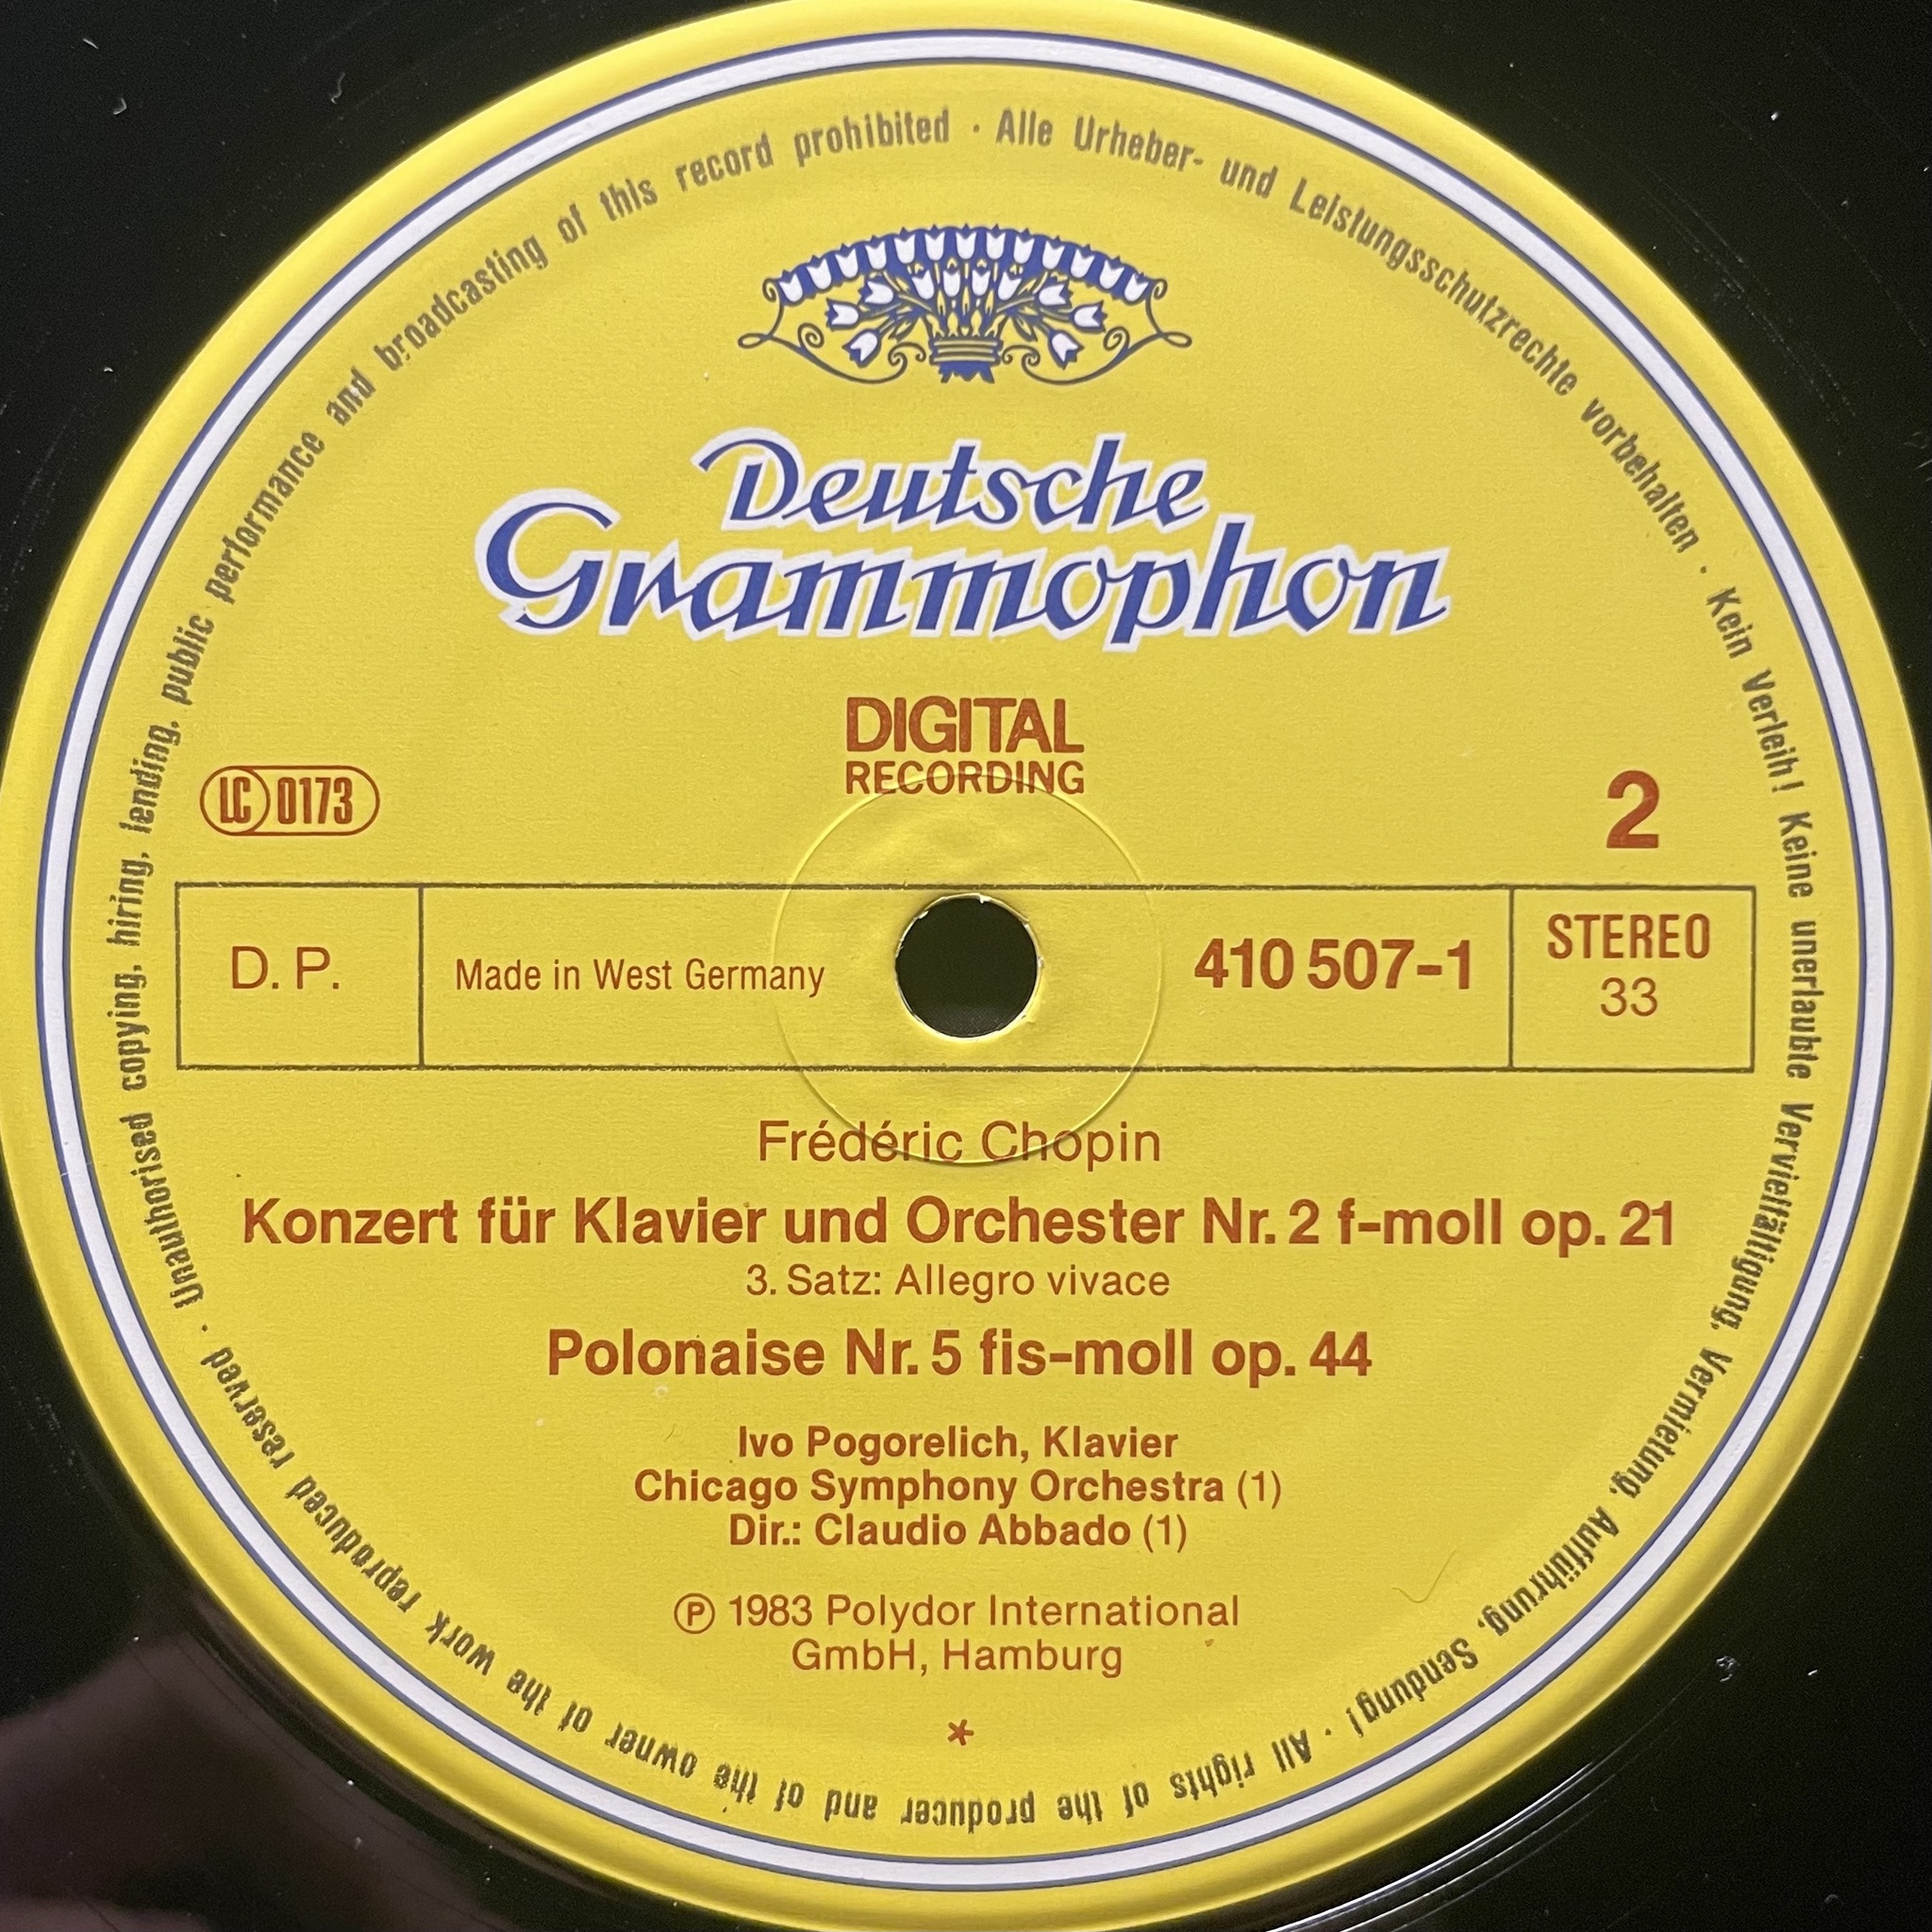 Deutsche
Grammophon
DIGITAL
RECORDING
LC 0173
2
D. P.
Made in West Germany
410 507-1
STEREO
33
Frédéric Chopin
Konzert für Klavier und Orchester Nr. 2 f-moll op. 21
3. Satz: Allegro vivace
Polonaise Nr. 5 fis-moll op. 44
Ivo Pogorelich, Klavier
Chicago Symphony Orchestra (1)
Dir.: Claudio Abbado (1)
Ⓟ 1983 Polydor International
GmbH, Hamburg
*
Alle Urheber- und Leistungsschutzrechte vorbehalten · Kein Verleih! Keine unerlaubte Vervielfältigung, Vermietung, Aufführung, Sendung! · All rights of the producer and of the owner of the work reproduced reserved · Unauthorised copying, hiring, lending, public performance and broadcasting of this record prohibited ·